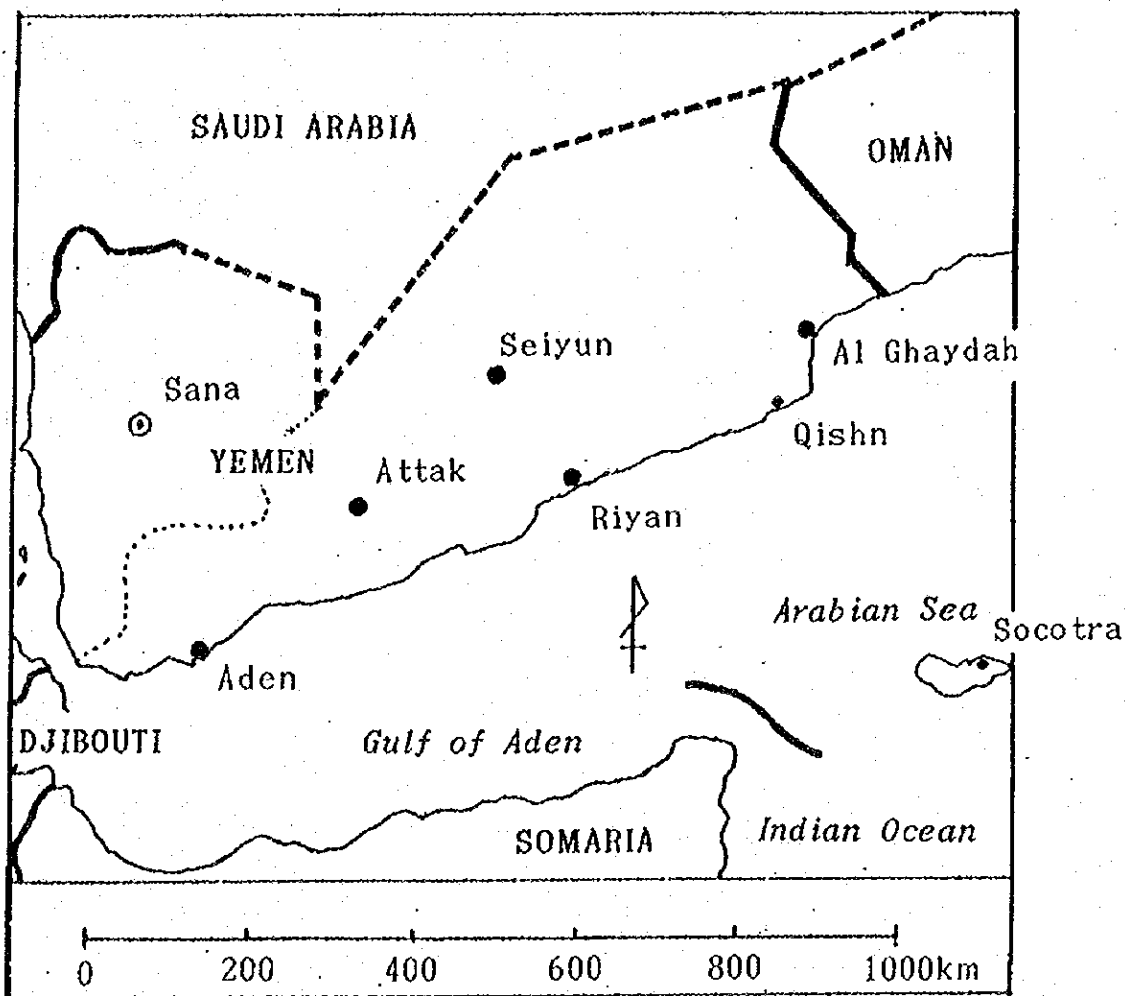 SAUDI ARABIA
OMAN
Seiyun
Al Ghaydah
Sana
Qishn
YEMEN
Attak
Riyan
Arabian Sea
Socotra
Aden
DJIBOUTI
Gulf of Aden
SOMARIA
Indian Ocean
0 200 400 600 800 1000km